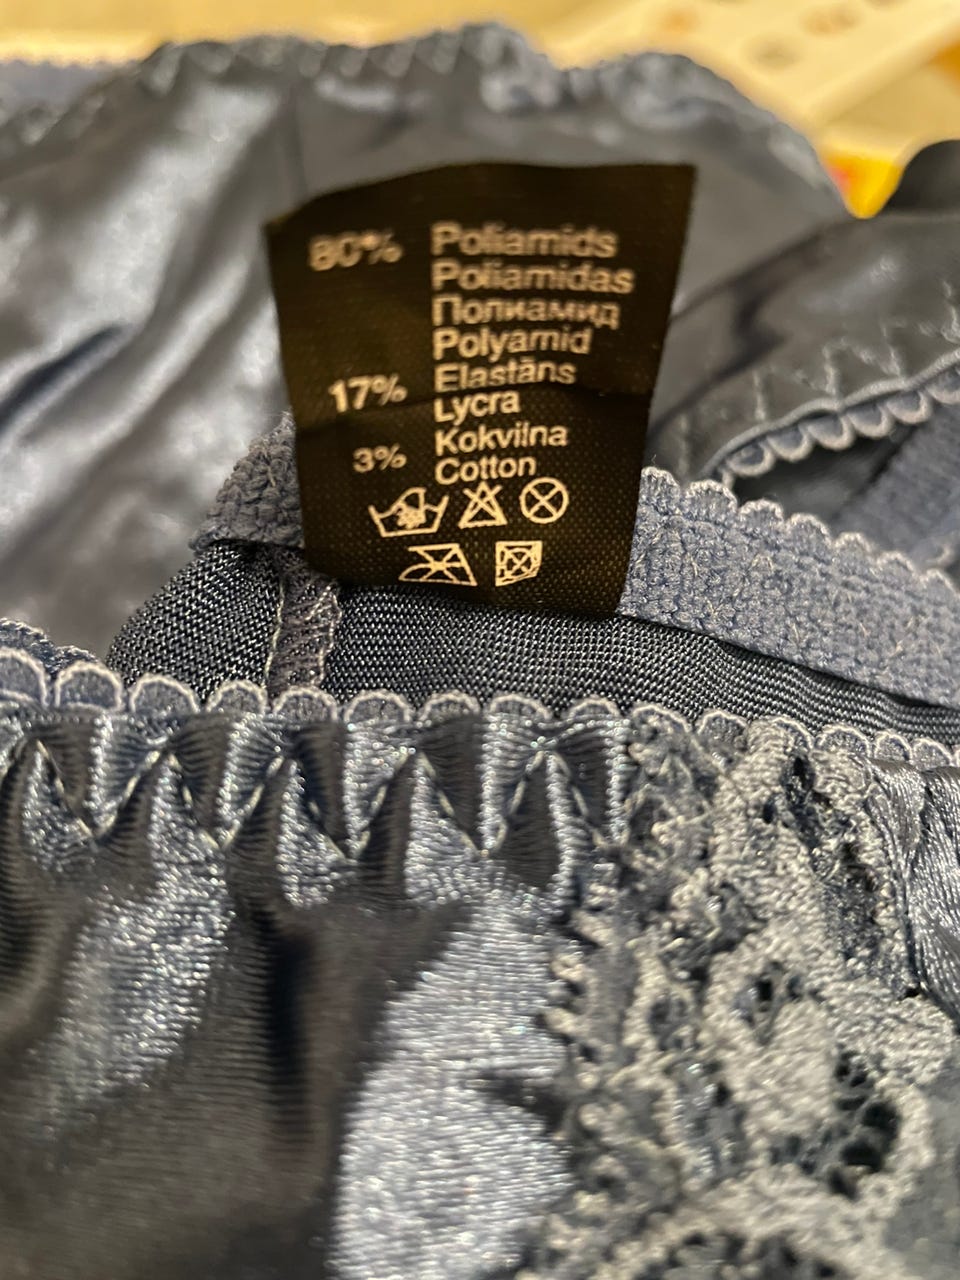 80% Poliamids
Poliamidas
Полиамид
Polyamid
17% Elastāns
Lycra
3% Kokvilna
Cotton